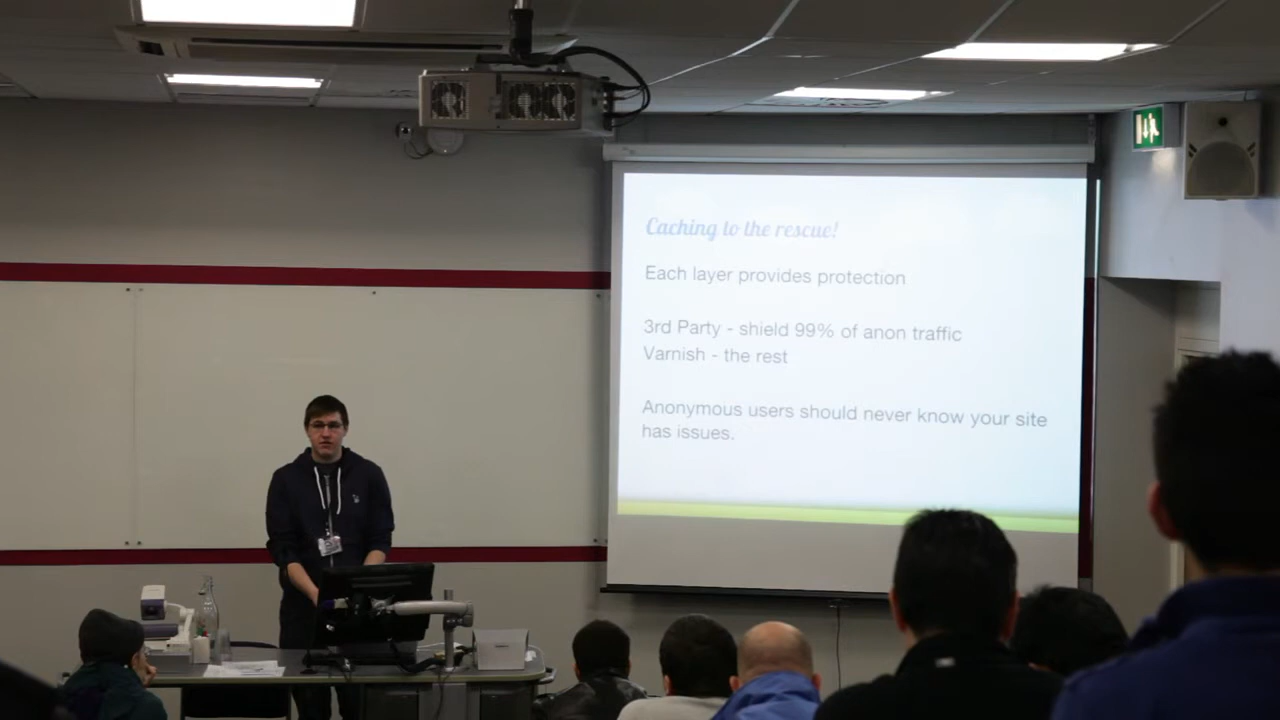 Caching to the rescue!
Each layer provides protection
3rd Party - shield 99% of anon traffic
Varnish - the rest
Anonymous users should never know your site
has issues.